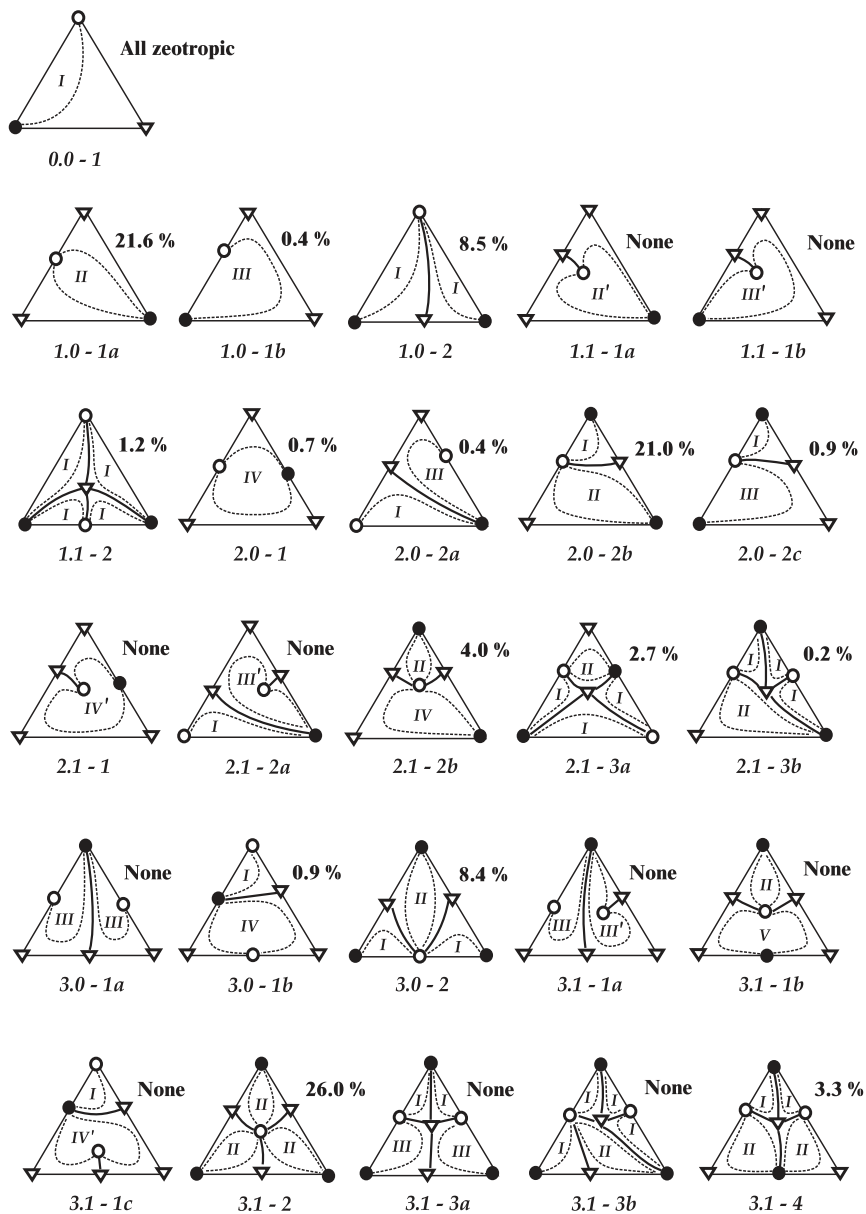 All zeotropic
I
0.0 - 1
21.6 % 0.4 % 8.5 % None None
II III I I II' III'
1.0 - 1a 1.0 - 1b 1.0 - 2 1.1 - 1a 1.1 - 1b
1.2 % 0.7 % 0.4 % 21.0 % 0.9 %
I I I I IV III I I II I III
1.1 - 2 2.0 - 1 2.0 - 2a 2.0 - 2b 2.0 - 2c
None None 4.0 % 2.7 % 0.2 %
IV' III' I II IV II I I I I I I II
2.1 - 1 2.1 - 2a 2.1 - 2b 2.1 - 3a 2.1 - 3b
None 0.9 % 8.4 % None None
III III I IV II I I III III' II V
3.0 - 1a 3.0 - 1b 3.0 - 2 3.1 - 1a 3.1 - 1b
None 26.0 % None None 3.3 %
I IV' II II II I I III III I I I I II I I II II
3.1 - 1c 3.1 - 2 3.1 - 3a 3.1 - 3b 3.1 - 4